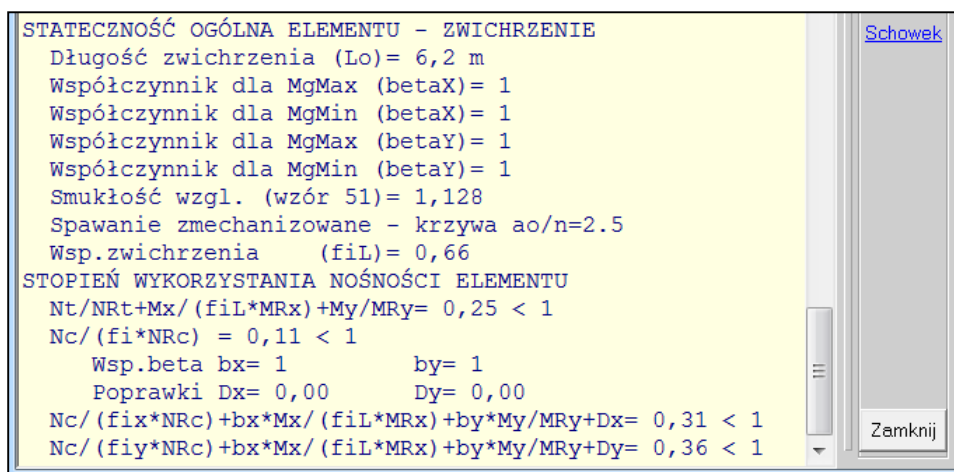 STATECZNOŚĆ OGÓLNA ELEMENTU - ZWICHRZENIE
Długość zwichrzenia (Lo)= 6,2 m
Współczynnik dla MgMax (betaX)= 1
Współczynnik dla MgMin (betaX)= 1
Współczynnik dla MgMax (betaY)= 1
Współczynnik dla MgMin (betaY)= 1
Smukłość wzgl. (wzór 51)= 1,128
Spawanie zmechanizowane - krzywa ao/n=2.5
Wsp.zwichrzenia (fiL)= 0,66
STOPIEŃ WYKORZYSTANIA NOŚNOŚCI ELEMENTU
Nt/NRt+Mx/(fiL*MRx)+My/MRy= 0,25 < 1
Nc/(fi*NRc) = 0,11 < 1
Wsp.beta bx= 1 by= 1
Poprawki Dx= 0,00 Dy= 0,00
Nc/(fix*NRc)+bx*Mx/(fiL*MRx)+by*My/MRy+Dx= 0,31 < 1
Nc/(fiy*NRc)+bx*Mx/(fiL*MRx)+by*My/MRy+Dy= 0,36 < 1
Schowek
Zamknij